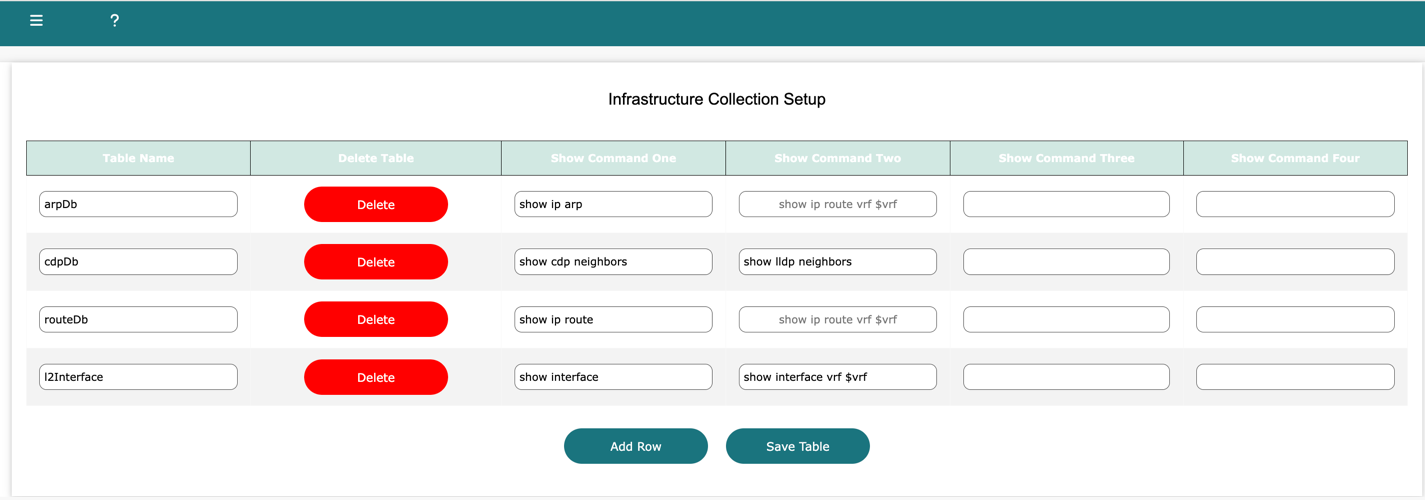 ?
Infrastructure Collection Setup
Table Name Delete Table Show Command One Show Command Two Show Command Three Show Command Four
arpDb Delete show ip arp show ip route vrf $vrf
cdpDb Delete show cdp neighbors show lldp neighbors
routeDb Delete show ip route show ip route vrf $vrf
l2Interface Delete show interface show interface vrf $vrf
Add Row Save Table